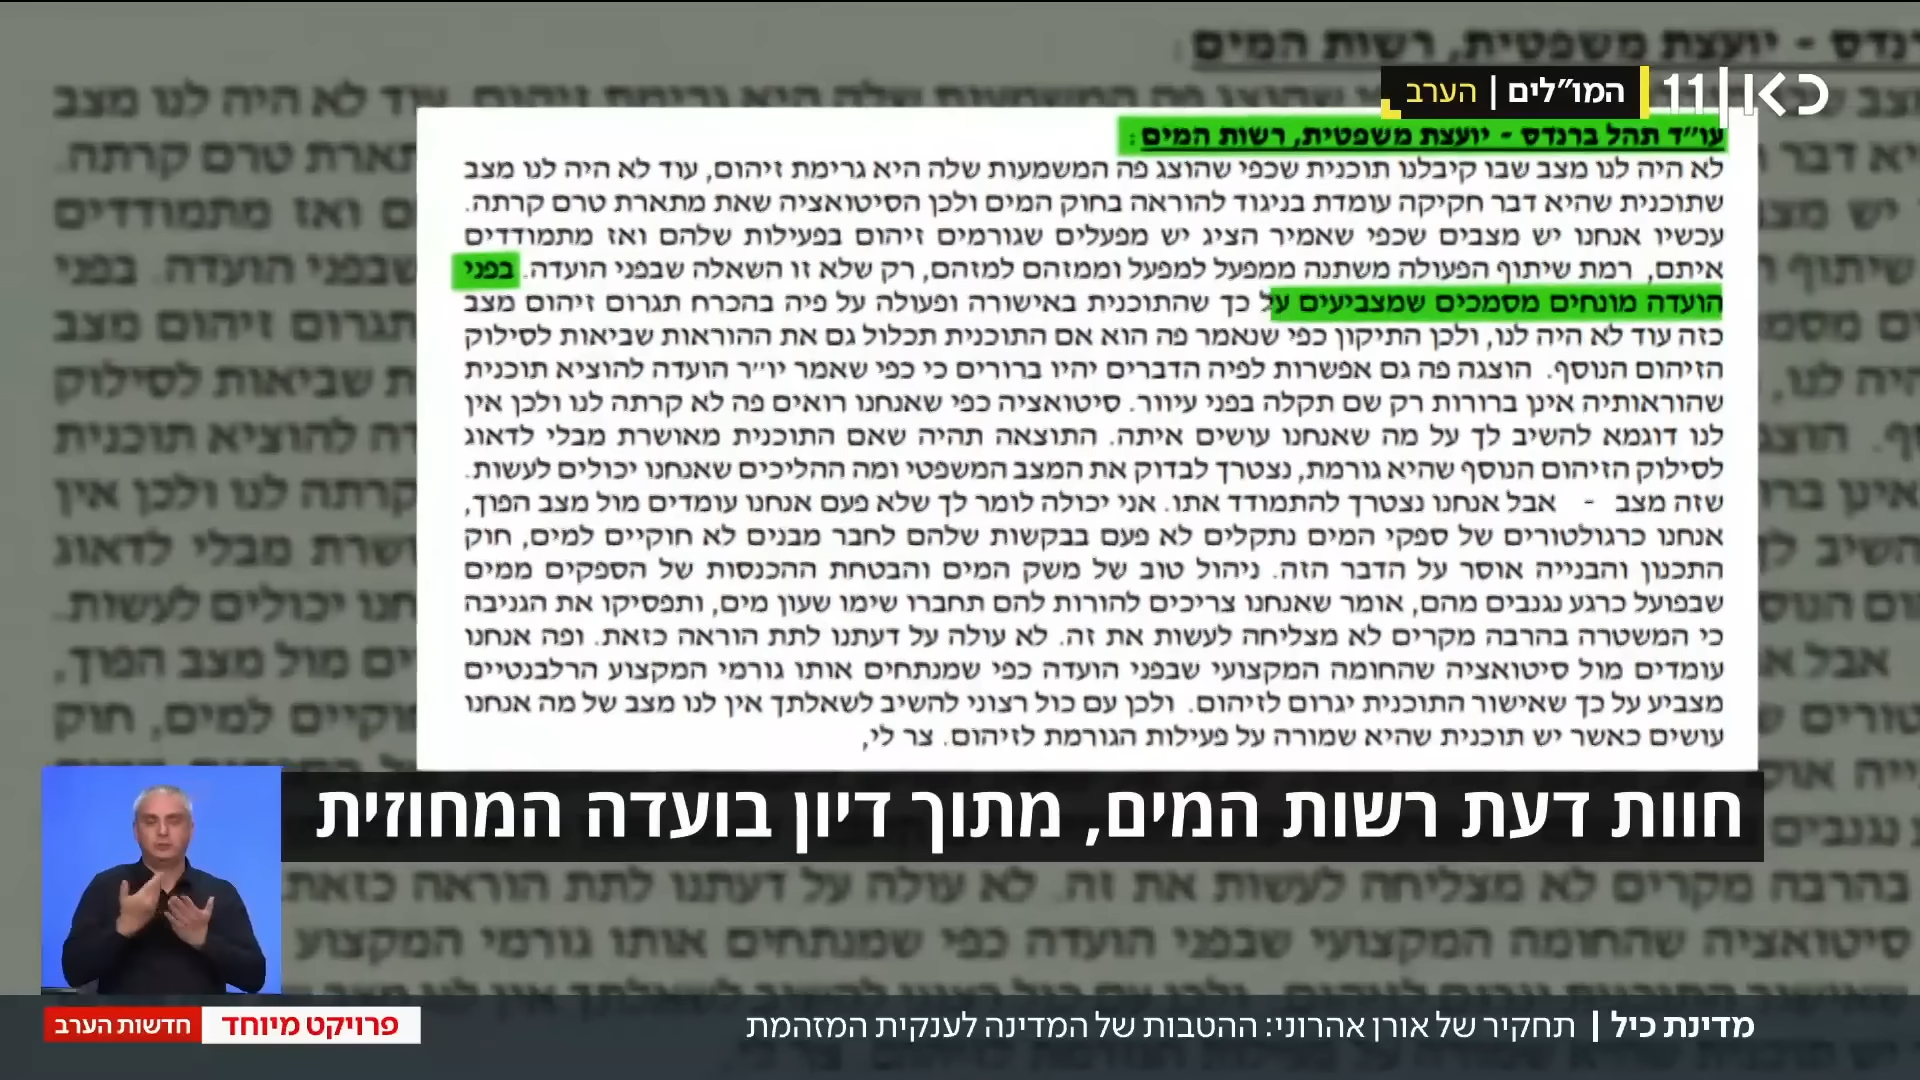 כאן 11
המו״לים | הערב
עו״ד תהל ברנדס - יועצת משפטית, רשות המים:
לא היה לנו מצב שבו קיבלנו תוכנית שכפי שהוצג פה המשמעות שלה היא גרימת זיהום, עוד לא היה לנו מצב
שתוכנית שהיא דבר חקיקה עומדת בניגוד להוראה בחוק המים ולכן הסיטואציה שאת מתארת טרם קרתה.
עכשיו אנחנו יש מצבים שכפי שאמיר הציג יש מפעלים שגורמים זיהום בפעילות שלהם ואז מתמודדים
איתם, רמת שיתוף הפעולה משתנה ממפעל למפעל וממזהם למזהם, רק שלא זו השאלה שבפני הועדה. בפני
הועדה מונחים מסמכים שמצביעים על כך שהתוכנית באישורה ופעולה על פיה בהכרח תגרום זיהום מצב
כזה עוד לא היה לנו, ולכן התיקון כפי שנאמר פה הוא אם התוכנית תכלול גם את ההוראות שביאות לסילוק
הזיהום הנוסף. הוצגה פה גם אפשרות לפיה הדברים יהיו ברורים כי כפי שאמר יו״ר הועדה להוציא תוכנית
שהוראותיה אינן ברורות רק שם תקלה בפני עיוור. סיטואציה כפי שאנחנו רואים פה לא קרתה לנו ולכן אין
לנו דוגמא להשיב לך על מה שאנחנו עושים איתה. התוצאה תהיה שאם התוכנית מאושרת מבלי לדאוג
לסילוק הזיהום הנוסף שהיא גורמת, נצטרך לבדוק את המצב המשפטי ומה ההליכים שאנחנו יכולים לעשות.
שזה מצב - אבל אנחנו נצטרך להתמודד אתו. אני יכולה לומר לך שלא פעם אנחנו עומדים מול מצב הפוך,
אנחנו כרגולטורים של ספקי המים נתקלים לא פעם בבקשות שלהם לחבר מבנים לא חוקיים למים, חוק
התכנון והבנייה אוסר על הדבר הזה. ניהול טוב של משק המים והבטחת ההכנסות של הספקים ממים
שבפועל כרגע נגנבים מהם, אומר שאנחנו צריכים להורות להם תחברו שימו שעון מים, ותפסיקו את הגניבה
כי המשטרה בהרבה מקרים לא מצליחה לעשות את זה. לא עולה על דעתנו לתת הוראה כזאת. ופה אנחנו
עומדים מול סיטואציה שהחומה המקצועי שבפני הועדה כפי שמנתחים אותו גורמי המקצוע הרלבנטיים
מצביע על כך שאישור התוכנית יגרום לזיהום. ולכן עם כול רצוני להשיב לשאלתך אין לנו מצב של מה אנחנו
עושים כאשר יש תוכנית שהיא שמורה על פעילות הגורמת לזיהום. צר לי,
חוות דעת רשות המים, מתוך דיון בועדה המחוזית
מדינת כיל | תחקיר של אורן אהרוני: ההטבות של המדינה לענקית המזהמת
פרויקט מיוחד
חדשות הערב